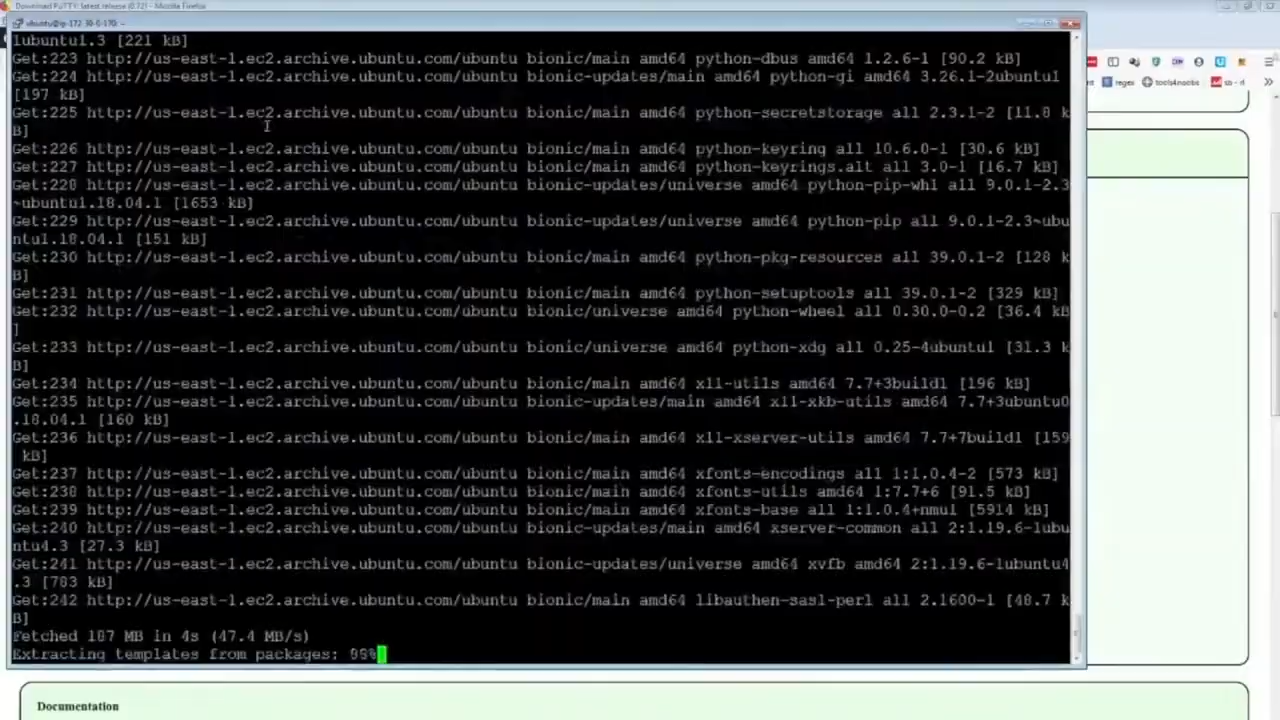 Download PuTTY: latest release (0.72) - Mozilla Firefox
ubuntu@ip-172-30-0-170: ~
1ubuntu1.3 [221 kB]
Get:223 http://us-east-1.ec2.archive.ubuntu.com/ubuntu bionic/main amd64 python-dbus amd64 1.2.6-1 [90.2 kB]
Get:224 http://us-east-1.ec2.archive.ubuntu.com/ubuntu bionic-updates/main amd64 python-gi amd64 3.26.1-2ubuntu1
[197 kB]
Get:225 http://us-east-1.ec2.archive.ubuntu.com/ubuntu bionic/main amd64 python-secretstorage all 2.3.1-2 [11.8 k
B]
Get:226 http://us-east-1.ec2.archive.ubuntu.com/ubuntu bionic/main amd64 python-keyring all 10.6.0-1 [30.6 kB]
Get:227 http://us-east-1.ec2.archive.ubuntu.com/ubuntu bionic/main amd64 python-keyrings.alt all 3.0-1 [16.7 kB]
Get:228 http://us-east-1.ec2.archive.ubuntu.com/ubuntu bionic-updates/universe amd64 python-pip-whl all 9.0.1-2.3
~ubuntu1.18.04.1 [1653 kB]
Get:229 http://us-east-1.ec2.archive.ubuntu.com/ubuntu bionic-updates/universe amd64 python-pip all 9.0.1-2.3~ubu
ntu1.18.04.1 [151 kB]
Get:230 http://us-east-1.ec2.archive.ubuntu.com/ubuntu bionic/main amd64 python-pkg-resources all 39.0.1-2 [128 k
B]
Get:231 http://us-east-1.ec2.archive.ubuntu.com/ubuntu bionic/main amd64 python-setuptools all 39.0.1-2 [329 kB]
Get:232 http://us-east-1.ec2.archive.ubuntu.com/ubuntu bionic/universe amd64 python-wheel all 0.30.0-0.2 [36.4 kB
]
Get:233 http://us-east-1.ec2.archive.ubuntu.com/ubuntu bionic/universe amd64 python-xdg all 0.25-4ubuntu1 [31.3 k
B]
Get:234 http://us-east-1.ec2.archive.ubuntu.com/ubuntu bionic/main amd64 x11-utils amd64 7.7+3build1 [196 kB]
Get:235 http://us-east-1.ec2.archive.ubuntu.com/ubuntu bionic-updates/main amd64 x11-xkb-utils amd64 7.7+3ubuntu0
.18.04.1 [160 kB]
Get:236 http://us-east-1.ec2.archive.ubuntu.com/ubuntu bionic/main amd64 x11-xserver-utils amd64 7.7+7build1 [159
kB]
Get:237 http://us-east-1.ec2.archive.ubuntu.com/ubuntu bionic/main amd64 xfonts-encodings all 1:1.0.4-2 [573 kB]
Get:238 http://us-east-1.ec2.archive.ubuntu.com/ubuntu bionic/main amd64 xfonts-utils amd64 1:7.7+6 [91.5 kB]
Get:239 http://us-east-1.ec2.archive.ubuntu.com/ubuntu bionic/main amd64 xfonts-base all 1:1.0.4+nmu1 [5914 kB]
Get:240 http://us-east-1.ec2.archive.ubuntu.com/ubuntu bionic-updates/main amd64 xserver-common all 2:1.19.6-1ubu
ntu4.3 [27.3 kB]
Get:241 http://us-east-1.ec2.archive.ubuntu.com/ubuntu bionic-updates/universe amd64 xvfb amd64 2:1.19.6-1ubuntu4
.3 [783 kB]
Get:242 http://us-east-1.ec2.archive.ubuntu.com/ubuntu bionic/main amd64 libauthen-sasl-perl all 2.1600-1 [48.7 k
B]
Fetched 187 MB in 4s (47.4 MB/s)
Extracting templates from packages: 99%
regex
tools4noobs
Documentation